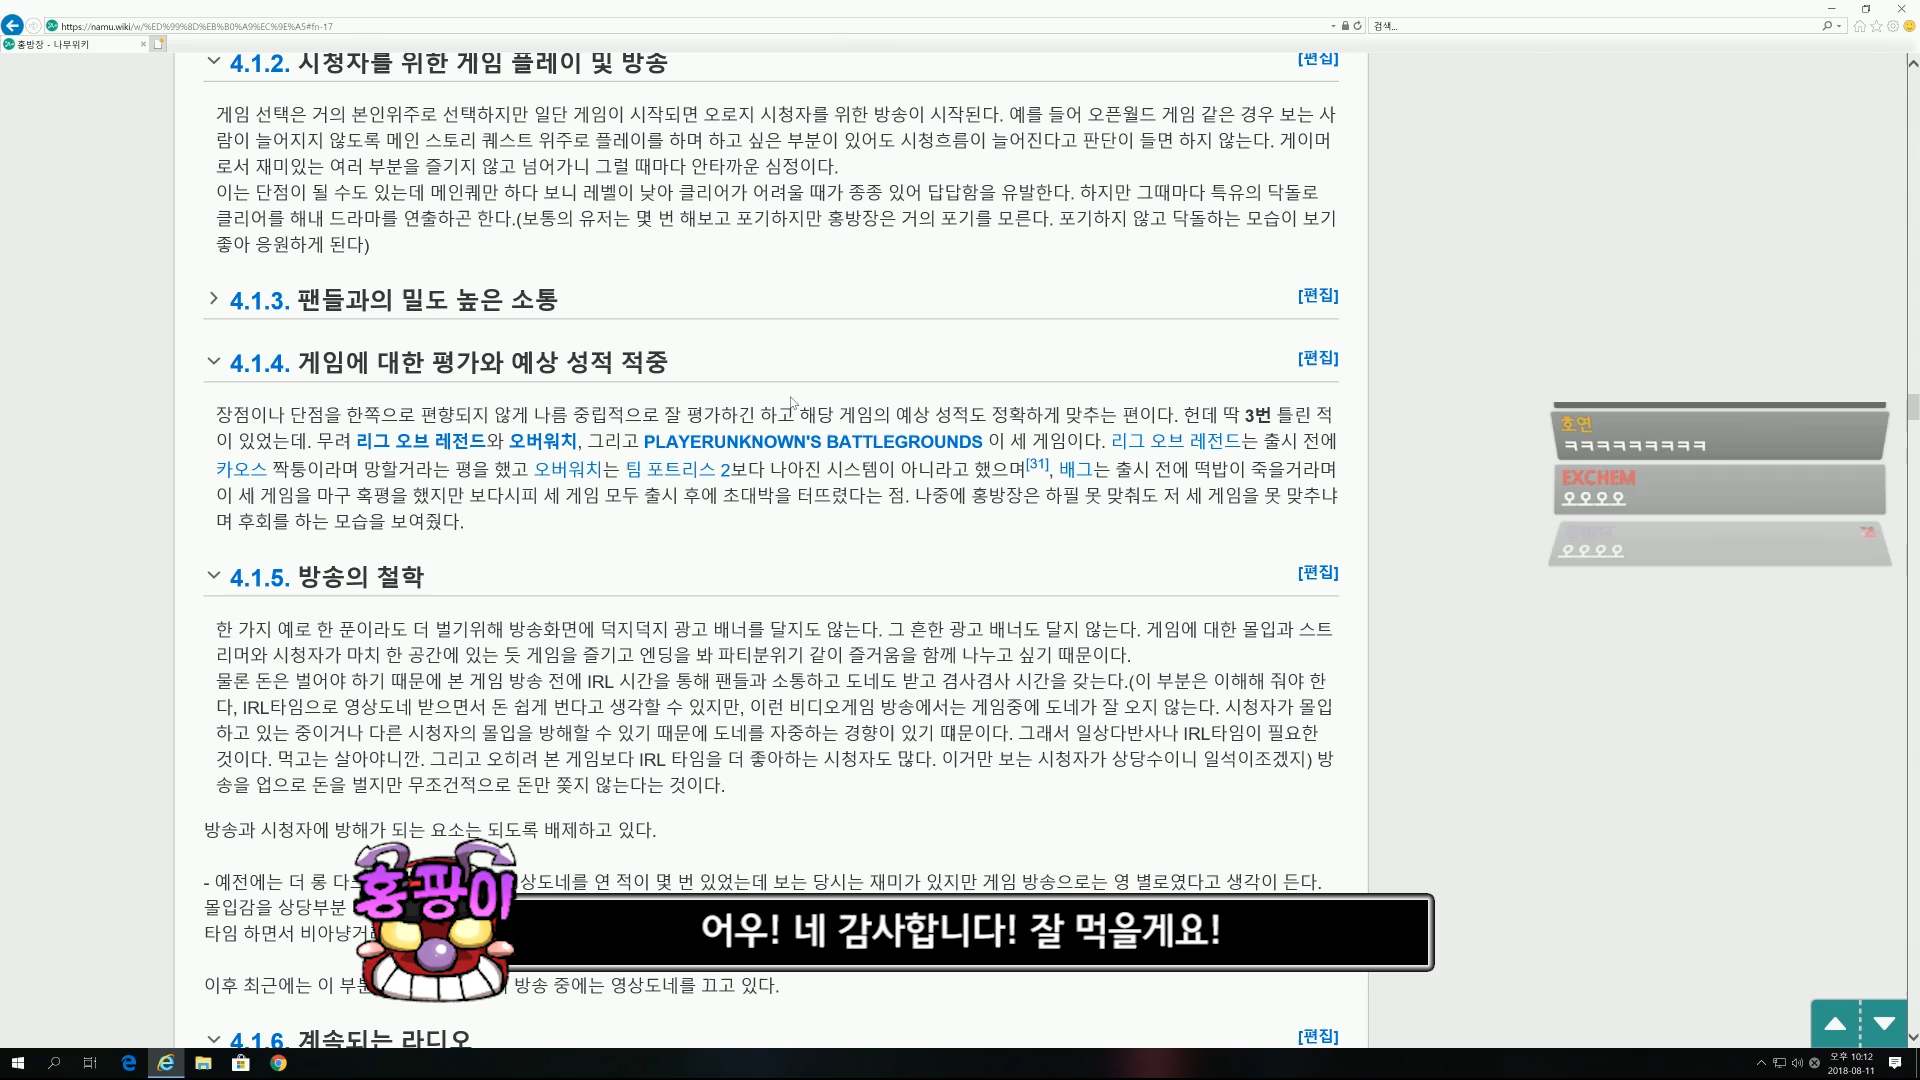 https://namu.wiki/w/%ED%99%8D%EB%B0%A9%EC%9E%A5#fn-17
검색...
홍방장 - 나무위키
4.1.2. 시청자를 위한 게임 플레이 및 방송
[편집]
게임 선택은 거의 본인위주로 선택하지만 일단 게임이 시작되면 오로지 시청자를 위한 방송이 시작된다. 예를 들어 오픈월드 게임 같은 경우 보는 사
람이 늘어지지 않도록 메인 스토리 퀘스트 위주로 플레이를 하며 하고 싶은 부분이 있어도 시청흐름이 늘어진다고 판단이 들면 하지 않는다. 게이머
로서 재미있는 여러 부분을 즐기지 않고 넘어가니 그럴 때마다 안타까운 심정이다.
이는 단점이 될 수도 있는데 메인퀘만 하다 보니 레벨이 낮아 클리어가 어려울 때가 종종 있어 답답함을 유발한다. 하지만 그때마다 특유의 닥돌로
클리어를 해내 드라마를 연출하곤 한다.(보통의 유저는 몇 번 해보고 포기하지만 홍방장은 거의 포기를 모른다. 포기하지 않고 닥돌하는 모습이 보기
좋아 응원하게 된다)
4.1.3. 팬들과의 밀도 높은 소통
[편집]
4.1.4. 게임에 대한 평가와 예상 성적 적중
[편집]
장점이나 단점을 한쪽으로 편향되지 않게 나름 중립적으로 잘 평가하긴 하고 해당 게임의 예상 성적도 정확하게 맞추는 편이다. 헌데 딱 3번 틀린 적
이 있었는데. 무려 리그 오브 레전드와 오버워치, 그리고 PLAYERUNKNOWN'S BATTLEGROUNDS 이 세 게임이다. 리그 오브 레전드는 출시 전에
카오스 짝퉁이라며 망할거라는 평을 했고 오버워치는 팀 포트리스 2보다 나아진 시스템이 아니라고 했으며[31], 배그는 출시 전에 떡밥이 죽을거라며
이 세 게임을 마구 혹평을 했지만 보다시피 세 게임 모두 출시 후에 초대박을 터뜨렸다는 점. 나중에 홍방장은 하필 못 맞춰도 저 세 게임을 못 맞추냐
며 후회를 하는 모습을 보여줬다.
호연
ㅋㅋㅋㅋㅋㅋㅋㅋㅋ
EXCHEM
오오오오
오오오오
4.1.5. 방송의 철학
[편집]
한 가지 예로 한 푼이라도 더 벌기위해 방송화면에 덕지덕지 광고 배너를 달지도 않는다. 그 흔한 광고 배너도 달지 않는다. 게임에 대한 몰입과 스트
리머와 시청자가 마치 한 공간에 있는 듯 게임을 즐기고 엔딩을 봐 파티분위기 같이 즐거움을 함께 나누고 싶기 때문이다.
물론 돈은 벌어야 하기 때문에 본 게임 방송 전에 IRL 시간을 통해 팬들과 소통하고 도네도 받고 겸사겸사 시간을 갖는다.(이 부분은 이해해 줘야 한
다, IRL타임으로 영상도네 받으면서 돈 쉽게 번다고 생각할 수 있지만, 이런 비디오게임 방송에서는 게임중에 도네가 잘 오지 않는다. 시청자가 몰입
하고 있는 중이거나 다른 시청자의 몰입을 방해할 수 있기 때문에 도네를 자중하는 경향이 있기 떄문이다. 그래서 일상다반사나 IRL타임이 필요한
것이다. 먹고는 살아야니깐. 그리고 오히려 본 게임보다 IRL 타임을 더 좋아하는 시청자도 많다. 이거만 보는 시청자가 상당수이니 일석이조겠지) 방
송을 업으로 돈을 벌지만 무조건적으로 돈만 쫒지 않는다는 것이다.
방송과 시청자에 방해가 되는 요소는 되도록 배제하고 있다.
- 예전에는 더 롱 다 상도네를 연 적이 몇 번 있었는데 보는 당시는 재미가 있지만 게임 방송으로는 영 별로였다고 생각이 든다.
몰입감을 상당부분
타임 하면서 비아냥거
홍팡이
어우! 네 감사합니다! 잘 먹을게요!
이후 최근에는 이 부 방송 중에는 영상도네를 끄고 있다.
4.1.6. 계속되는 라디오
[편집]
오후 10:12
2018-08-11